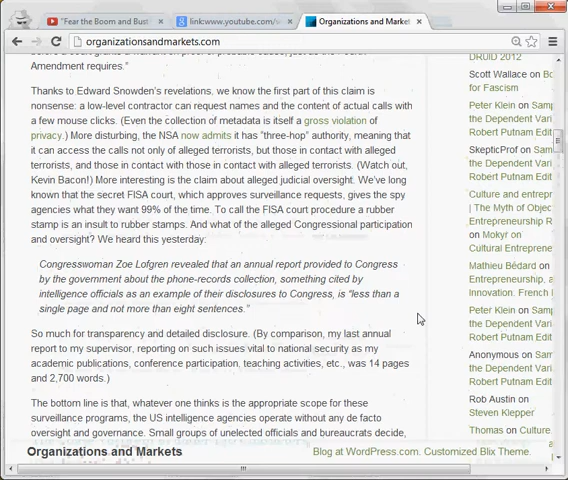 "Fear the Boom and Bust
link:www.youtube.com/w
Organizations and Market
organizationsandmarkets.com
Amendment requires."
Thanks to Edward Snowden's revelations, we know the first part of this claim is
nonsense: a low-level contractor can request names and the content of actual calls with
a few mouse clicks. (Even the collection of metadata is itself a gross violation of
privacy.) More disturbing, the NSA now admits it has "three-hop" authority, meaning that
it can access the calls not only of alleged terrorists, but those in contact with alleged
terrorists, and those in contact with those in contact with alleged terrorists. (Watch out,
Kevin Bacon!) More interesting is the claim about alleged judicial oversight. We've long
known that the secret FISA court, which approves surveillance requests, gives the spy
agencies what they want 99% of the time. To call the FISA court procedure a rubber
stamp is an insult to rubber stamps. And what of the alleged Congressional participation
and oversight? We heard this yesterday:
Congresswoman Zoe Lofgren revealed that an annual report provided to Congress
by the government about the phone-records collection, something cited by
intelligence officials as an example of their disclosures to Congress, is "less than a
single page and not more than eight sentences."
So much for transparency and detailed disclosure. (By comparison, my last annual
report to my supervisor, reporting on such issues vital to national security as my
academic publications, conference participation, teaching activities, etc., was 14 pages
and 2,700 words.)
The bottom line is that, whatever one thinks is the appropriate scope for these
surveillance programs, the US intelligence agencies operate without any de facto
oversight and governance. Small groups of unelected officials and bureaucrats decide,
DRUID 2012
Scott Wallace on Bo
for Fascism
Peter Klein on Samp
the Dependent Varia
Robert Putnam Edit
SkepticProf on Samp
the Dependent Varia
Robert Putnam Edit
Culture and entrepr
| The Myth of Objec
Entrepreneurship R
on Mokyr on
Cultural Entreprene
Mathieu Bédard on
Entrepreneurship, a
Innovation: French I
Peter Klein on Samp
the Dependent Varia
Robert Putnam Edit
Anonymous on Sam
the Dependent Varia
Robert Putnam Edit
Rob Austin on
Steven Klepper
Thomas on Culture
Organizations and Markets
Blog at WordPress.com. Customized Blix Theme.